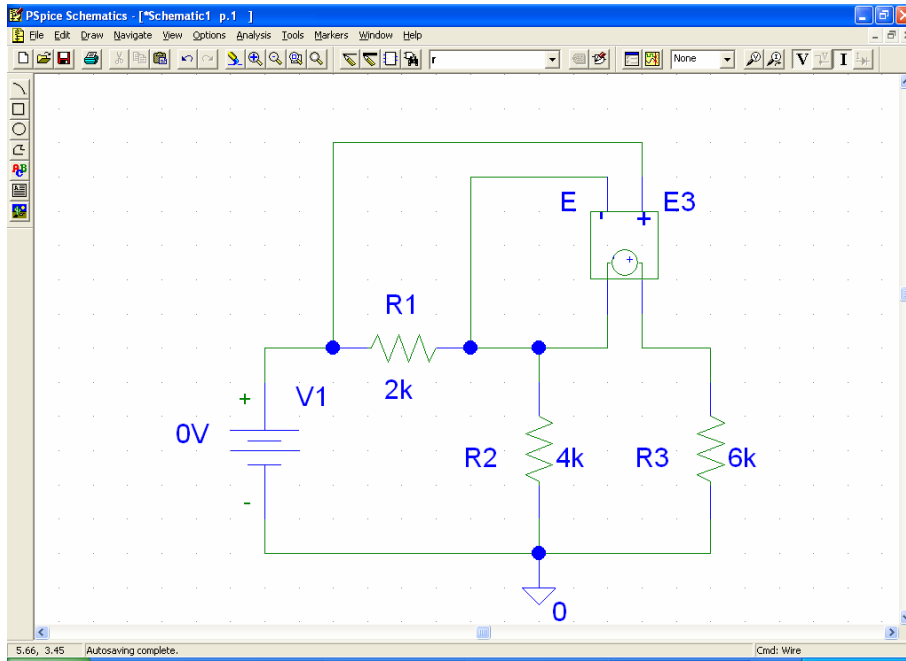 PSpice Schematics - [*Schematic1 p.1 ]
File Edit Draw Navigate View Options Analysis Tools Markers Window Help
r None V I
ABC
E E3
- +
+
R1
+ V1 2k
0V
R2 4k R3 6k
-
0
5.66, 3.45 Autosaving complete. Cmd: Wire